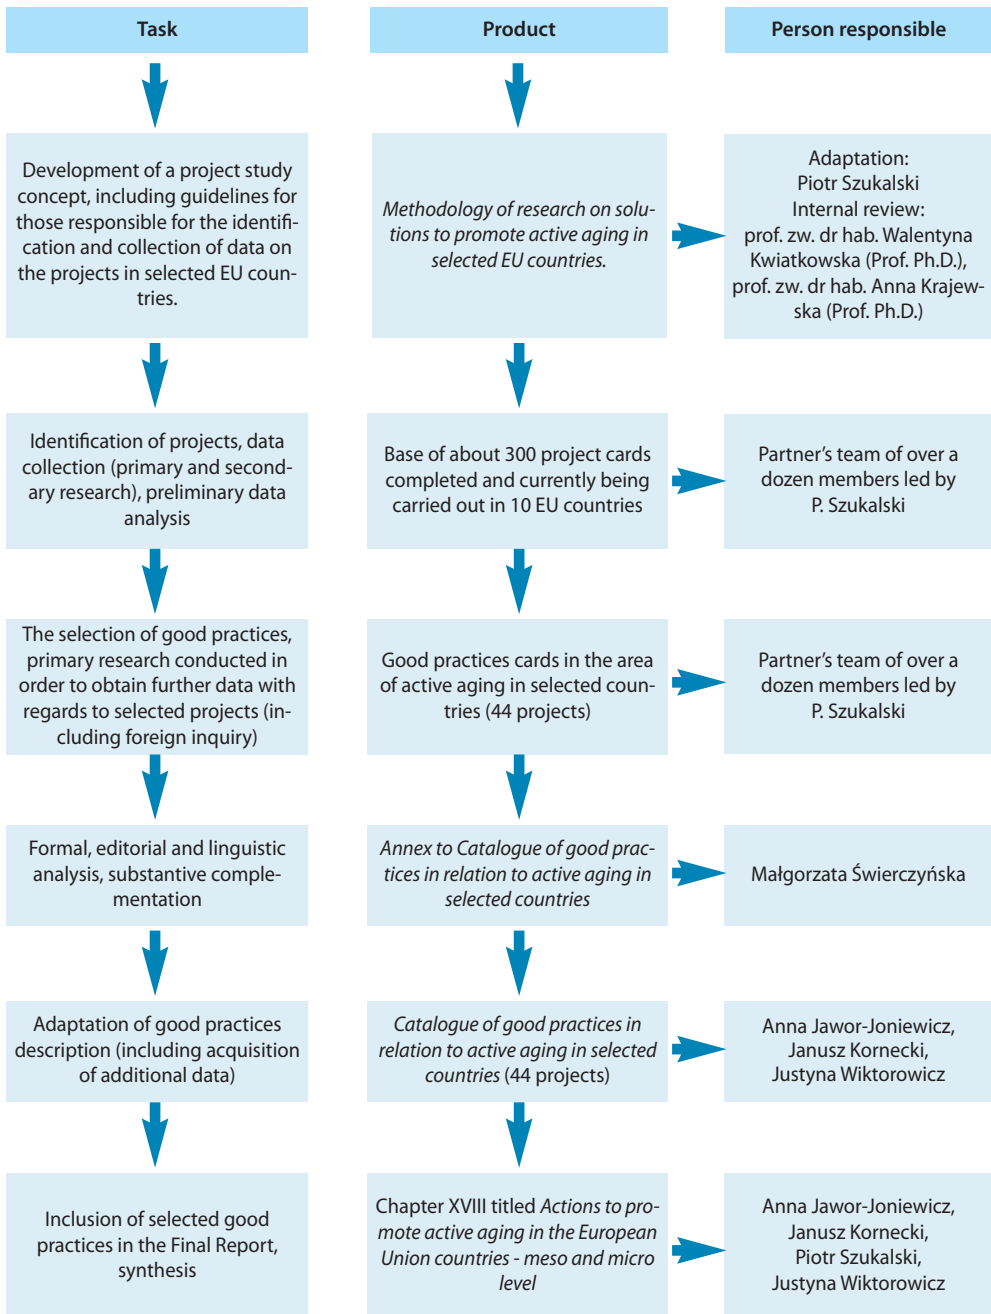 Task
Product
Person responsible
Development of a project study
concept, including guidelines for
those responsible for the identifi-
cation and collection of data on
the projects in selected EU coun-
tries.
Methodology of research on solu-
tions to promote active aging in
selected EU countries.
Adaptation:
Piotr Szukalski
Internal review:
prof. zw. dr hab. Walentyna
Kwiatkowska (Prof. Ph.D.),
prof. zw. dr hab. Anna Krajew-
ska (Prof. Ph.D.)
Identification of projects, data
collection (primary and second-
ary research), preliminary data
analysis
Base of about 300 project cards
completed and currently being
carried out in 10 EU countries
Partner's team of over a
dozen members led by
P. Szukalski
The selection of good practices,
primary research conducted in
order to obtain further data with
regards to selected projects (in-
cluding foreign inquiry)
Good practices cards in the area
of active aging in selected coun-
tries (44 projects)
Partner's team of over a
dozen members led by
P. Szukalski
Formal, editorial and linguistic
analysis, substantive comple-
mentation
Annex to Catalogue of good prac-
tices in relation to active aging in
selected countries
Małgorzata Świerczyńska
Adaptation of good practices
description (including acquisition
of additional data)
Catalogue of good practices in
relation to active aging in selected
countries (44 projects)
Anna Jawor-Joniewicz,
Janusz Kornecki,
Justyna Wiktorowicz
Inclusion of selected good
practices in the Final Report,
synthesis
Chapter XVIII titled Actions to pro-
mote active aging in the European
Union countries - meso and micro
level
Anna Jawor-Joniewicz,
Janusz Kornecki,
Piotr Szukalski,
Justyna Wiktorowicz